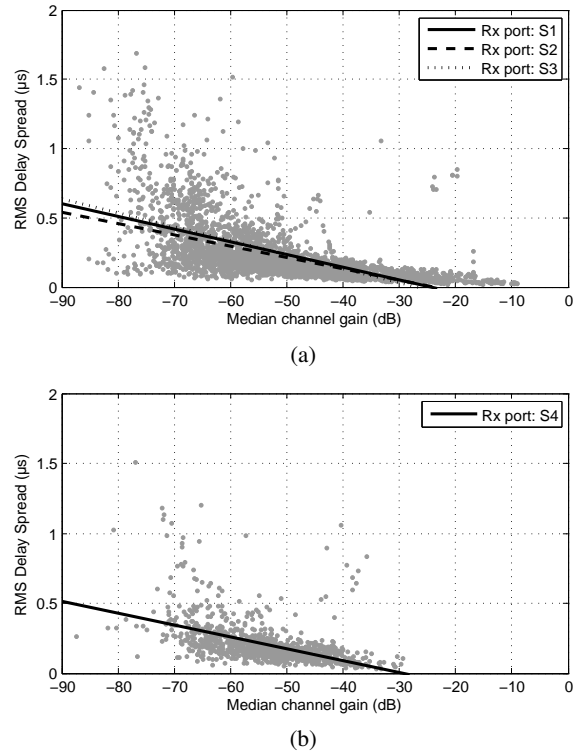 Rx port: S1
Rx port: S2
Rx port: S3
2
1.5
1
0.5
0
RMS Delay Spread (µs)
−90 −80 −70 −60 −50 −40 −30 −20 −10 0
Median channel gain (dB)
(a)
Rx port: S4
2
1.5
1
0.5
0
RMS Delay Spread (µs)
−90 −80 −70 −60 −50 −40 −30 −20 −10 0
Median channel gain (dB)
(b)